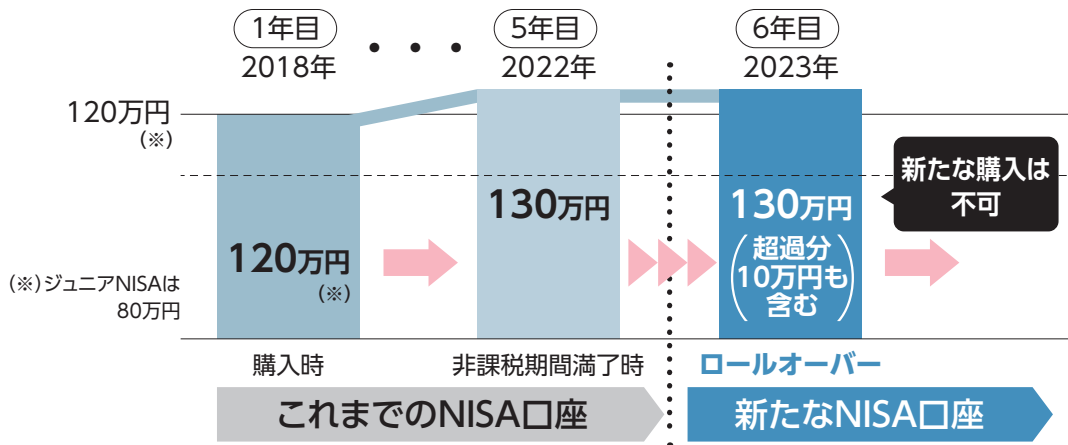 1年目
2018年
・・・
5年目
2022年
6年目
2023年
120万円
(※)
新たな購入は
不可
120万円
(※)
130万円
130万円
(超過分
10万円も
含む)
(※)ジュニアNISAは
80万円
購入時
非課税期間満了時
ロールオーバー
これまでのNISA口座
新たなNISA口座